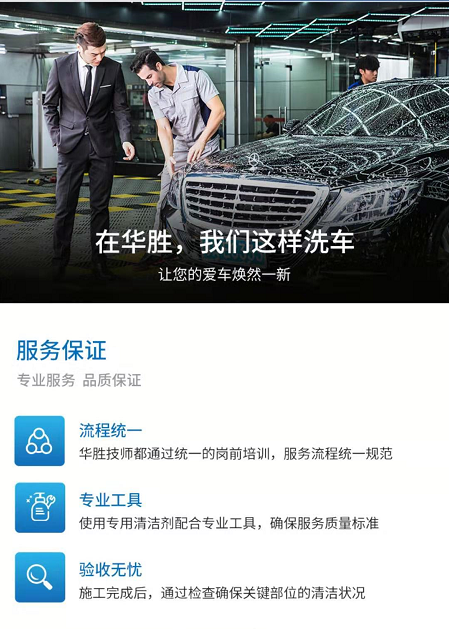 在华胜，我们这样洗车
让您的爱车焕然一新
服务保证
专业服务 品质保证
流程统一
华胜技师都通过统一的岗前培训，服务流程统一规范
专业工具
使用专用清洁剂配合专业工具，确保服务质量标准
验收无忧
施工完成后，通过检查确保关键部位的清洁状况